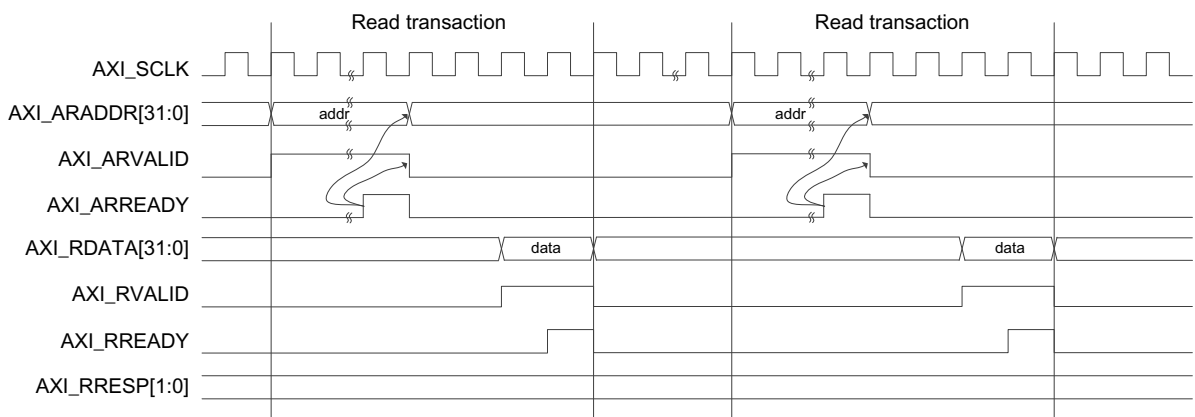 Read transaction Read transaction
AXI_SCLK
AXI_ARADDR[31:0] addr addr
AXI_ARVALID
AXI_ARREADY
AXI_RDATA[31:0] data data
AXI_RVALID
AXI_RREADY
AXI_RRESP[1:0]